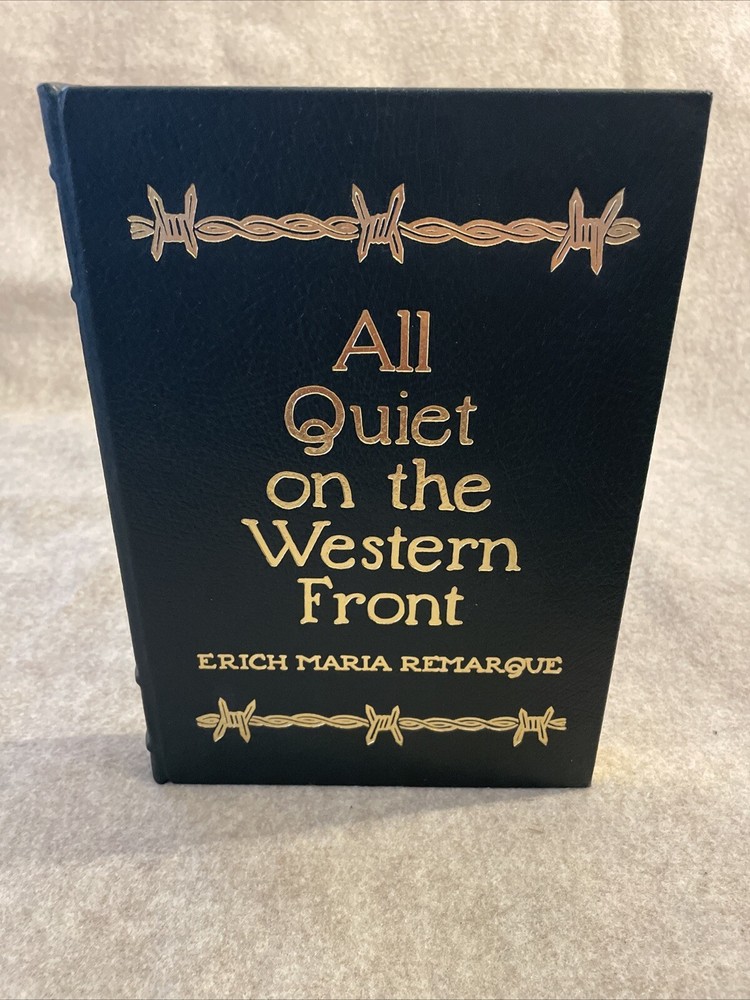 All
Quiet
on the
Western
Front
ERICH MARIA REMARQUE